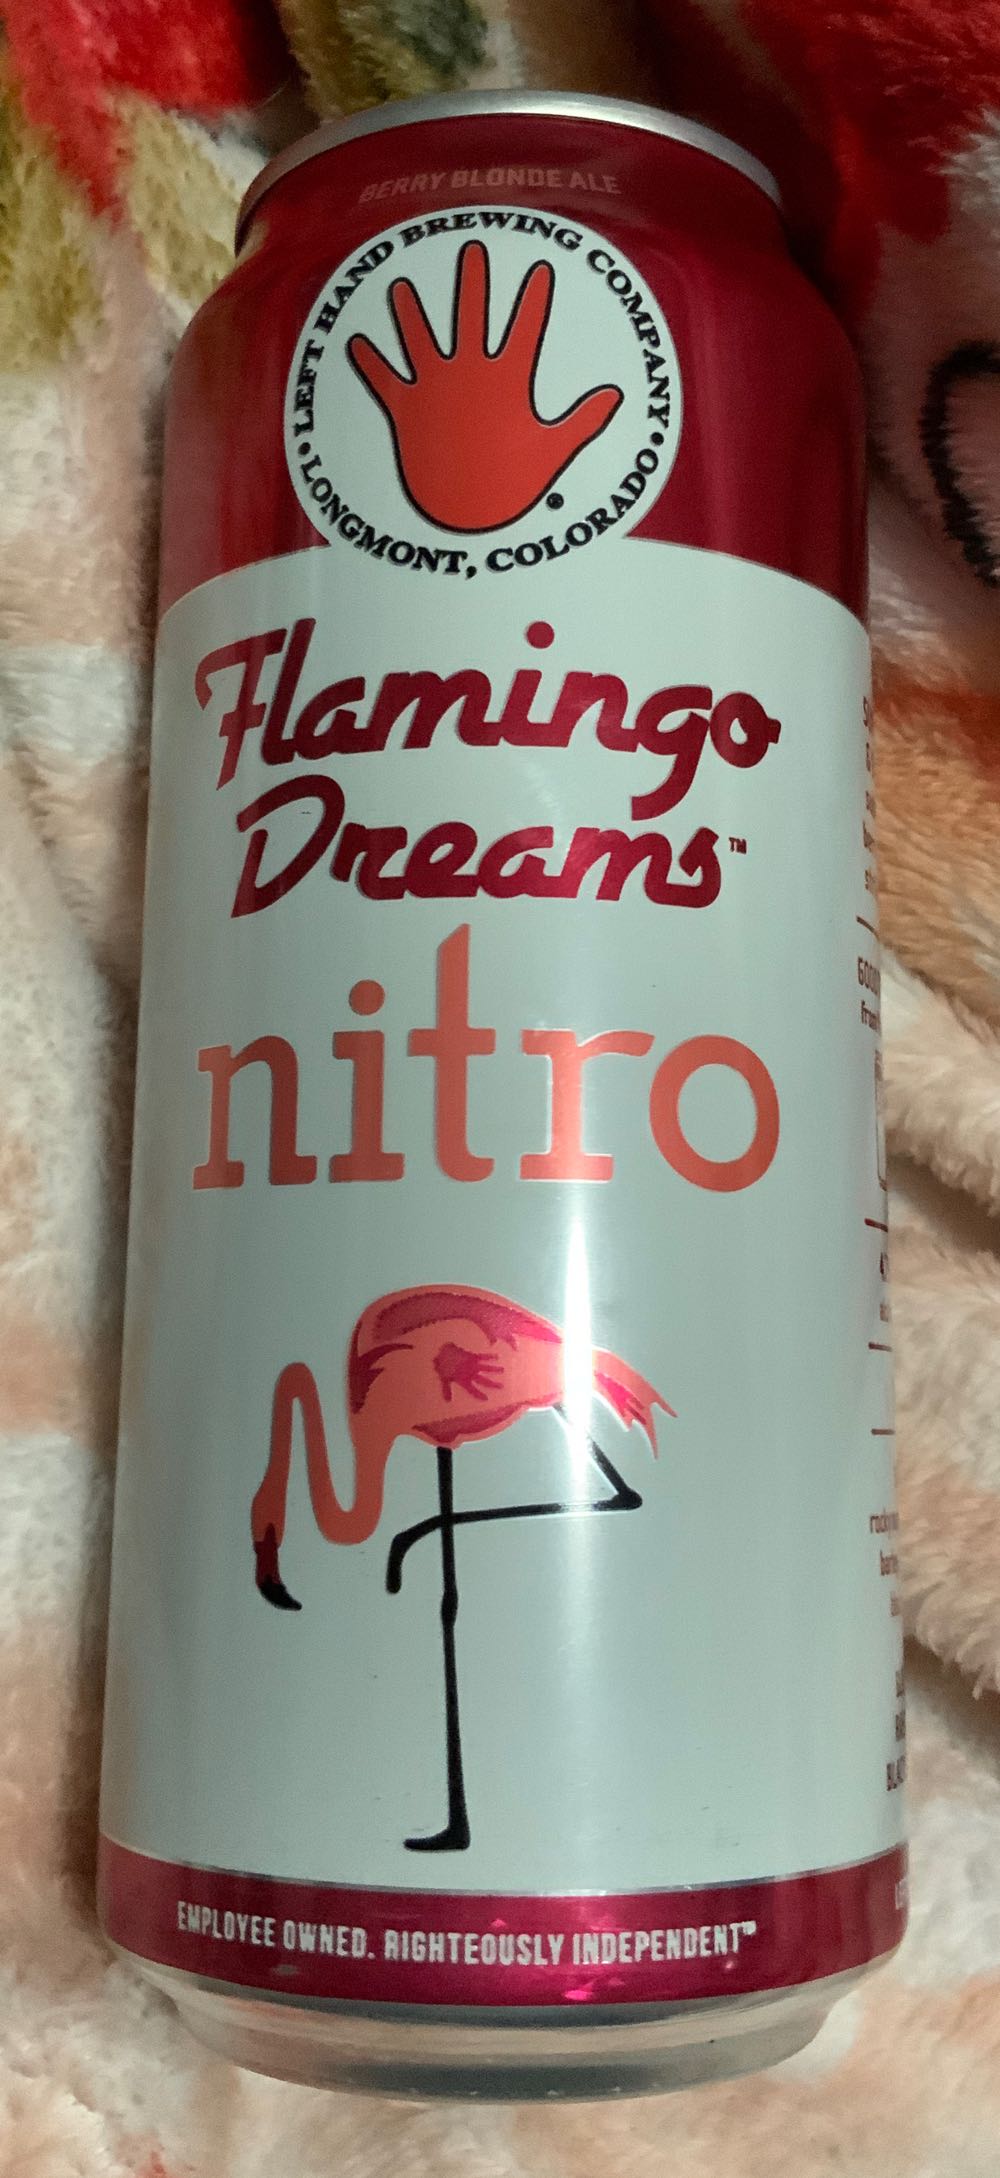 BERRY BLONDE ALE
LEFT HAND BREWING COMPANY
• LONGMONT, COLORADO •
®
Flamingo
Dreams™
nitro
EMPLOYEE OWNED. RIGHTEOUSLY INDEPENDENT™